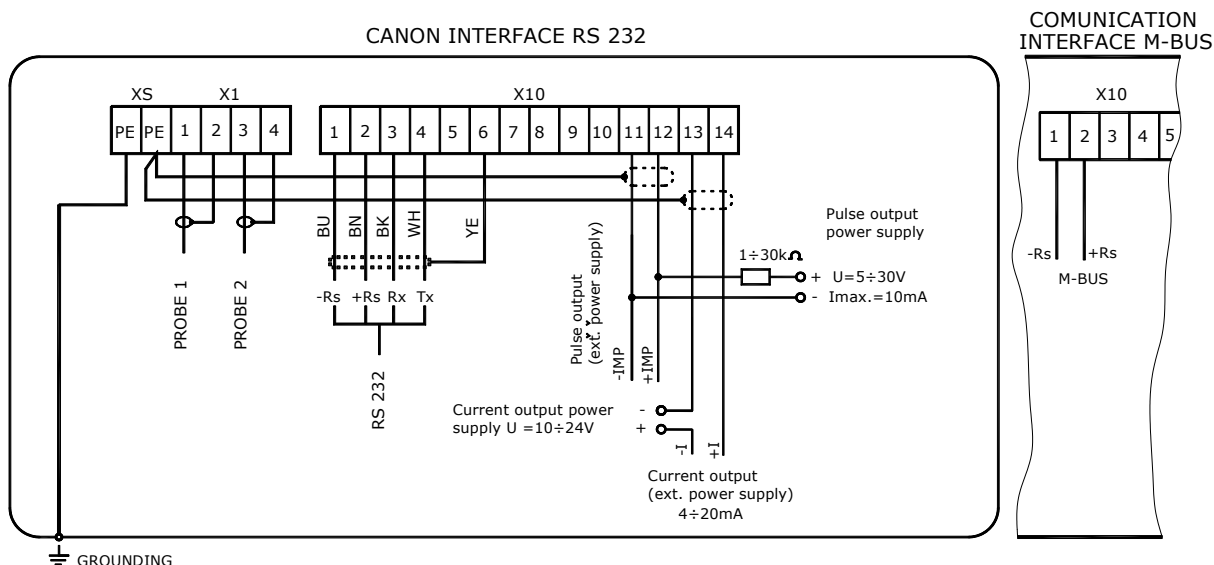 CANON INTERFACE RS 232
COMUNICATION
INTERFACE M-BUS
XS X1 X10
PE PE 1 2 3 4
1 2 3 4 5 6 7 8 9 10 11 12 13 14
X10
1 2 3 4 5
BU BN BK WH YE
-Rs +Rs Rx Tx
RS 232
PROBE 1
PROBE 2
Pulse output
(ext. power supply)
-IMP +IMP
Pulse output
power supply
1÷30kΩ
+ U=5÷30V
- Imax.=10mA
Current output power -
supply U =10÷24V +
-I +I
Current output
(ext. power supply)
4÷20mA
-Rs +Rs
M-BUS
GROUNDING